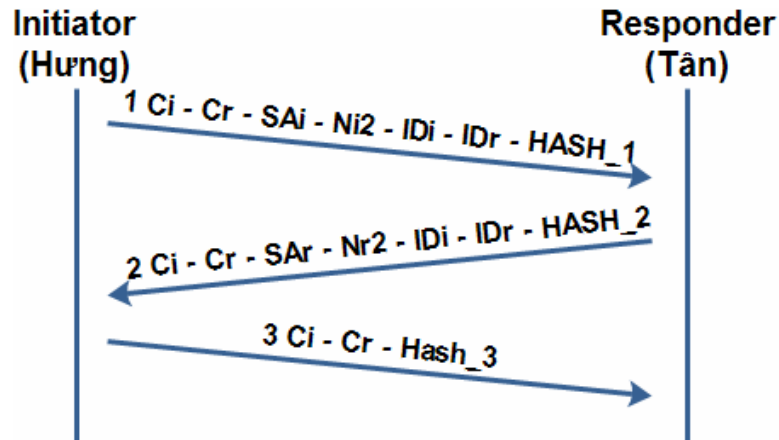 Initiator
(Hưng)
Responder
(Tân)
1 Ci - Cr - SAi - Ni2 - IDi - IDr - HASH_1
2 Ci - Cr - SAr - Nr2 - IDi - IDr - HASH_2
3 Ci - Cr - Hash_3